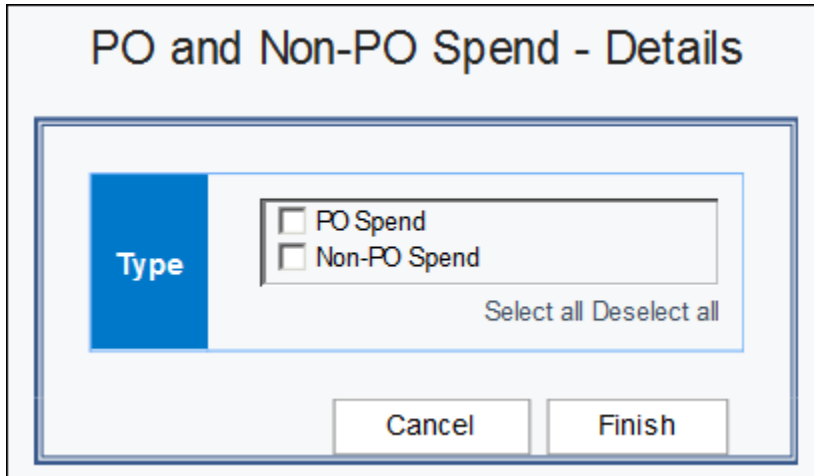 PO and Non-PO Spend - Details
PO Spend
Type
Non-PO Spend
Select all Deselect all
Cancel Finish